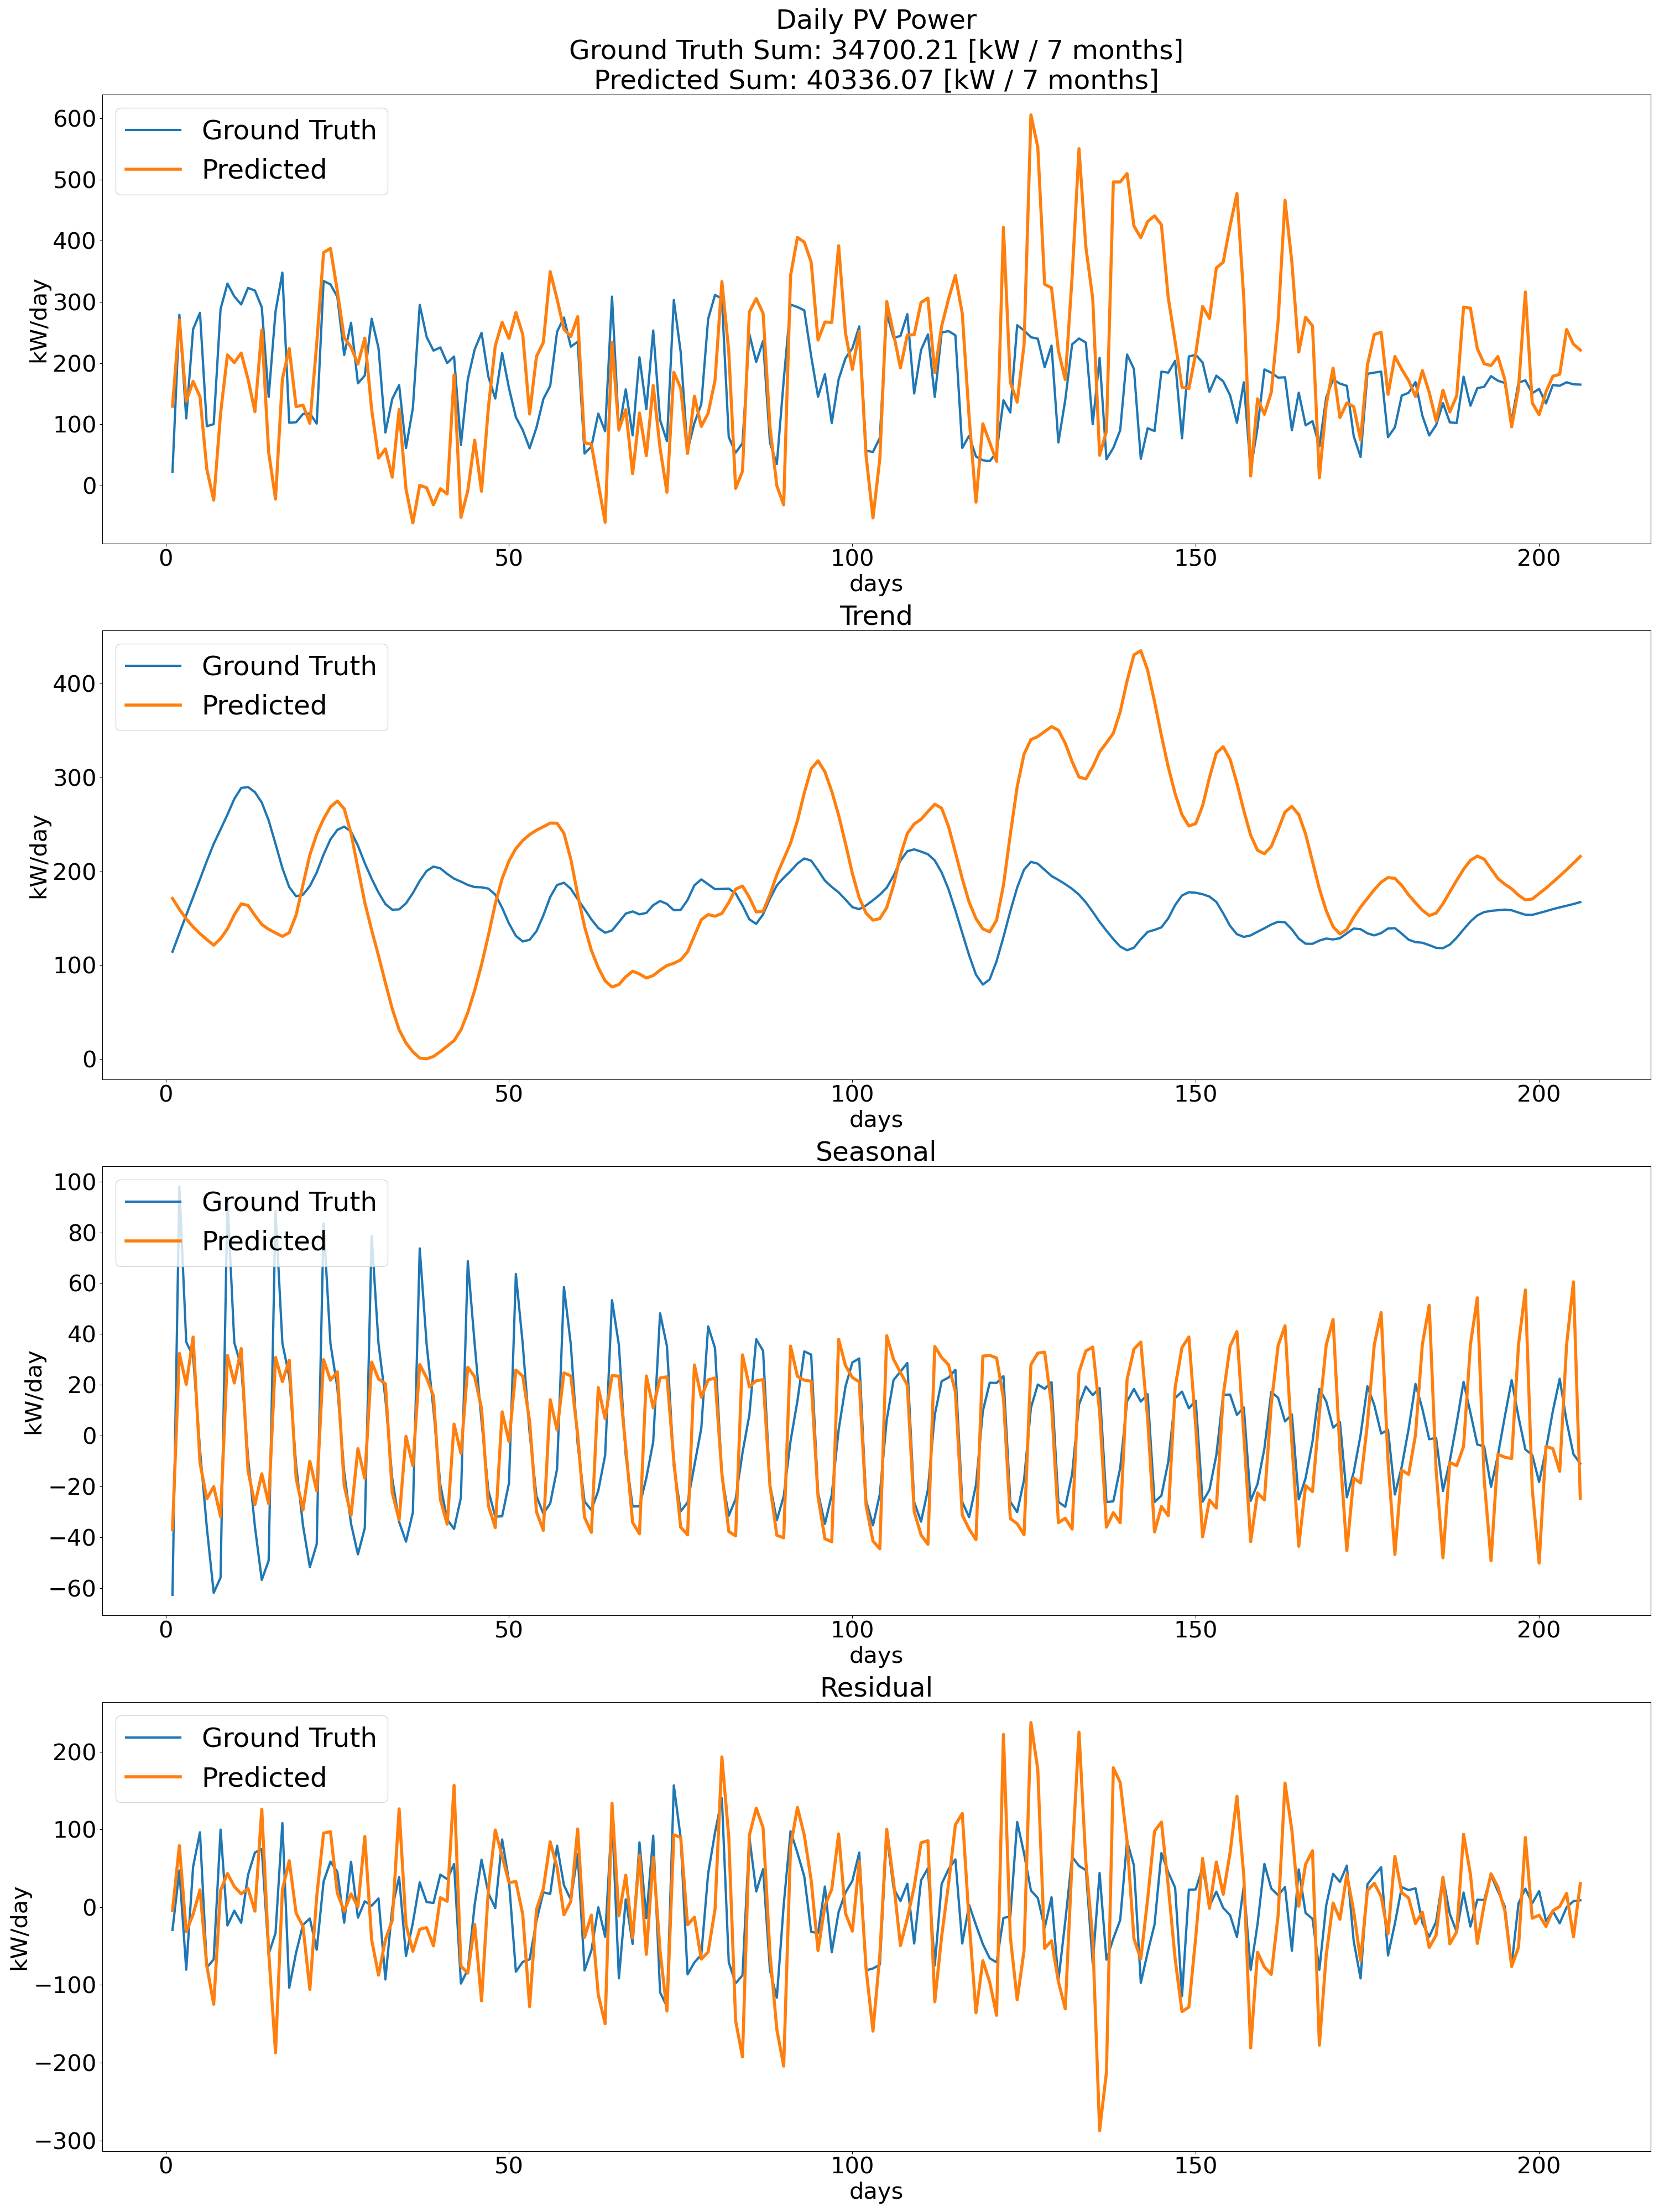 Daily PV Power
Ground Truth Sum: 34700.21 [kW / 7 months]
Predicted Sum: 40336.07 [kW / 7 months]
Ground Truth
Predicted
600
500
400
300
200
100
0
kW/day
0 50 100 150 200
days
Trend
Ground Truth
Predicted
400
300
200
100
0
kW/day
0 50 100 150 200
days
Seasonal
Ground Truth
Predicted
100
80
60
40
20
0
−20
−40
−60
kW/day
0 50 100 150 200
days
Residual
Ground Truth
Predicted
200
100
0
−100
−200
−300
kW/day
0 50 100 150 200
days